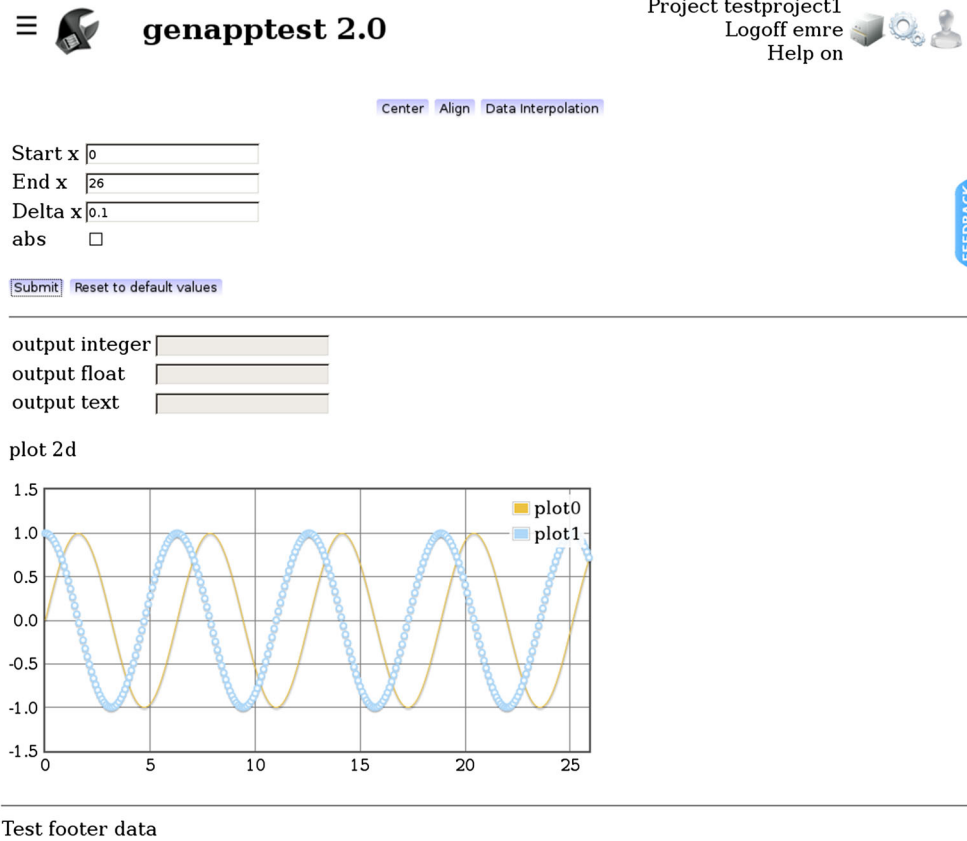 Project testproject1
genapptest 2.0
Logoff emre
Help on
Center Align Data Interpolation
Start x 0
End x 26
Delta x 0.1
abs
FEEDBACK
Submit Reset to default values
output integer
output float
output text
plot 2d
1.5
1.0
0.5
0.0
-0.5
-1.0
-1.5
plot0
plot1
0 5 10 15 20 25
Test footer data